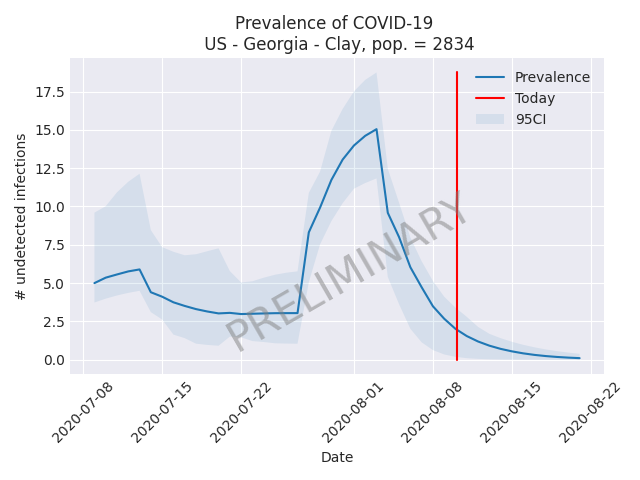 Prevalence of COVID-19
US - Georgia - Clay, pop. = 2834
# undetected infections
17.5
15.0
12.5
10.0
7.5
5.0
2.5
0.0
Prevalence
Today
95CI
PRELIMINARY
2020-07-08
2020-07-15
2020-07-22
2020-08-01
2020-08-08
2020-08-15
2020-08-22
Date